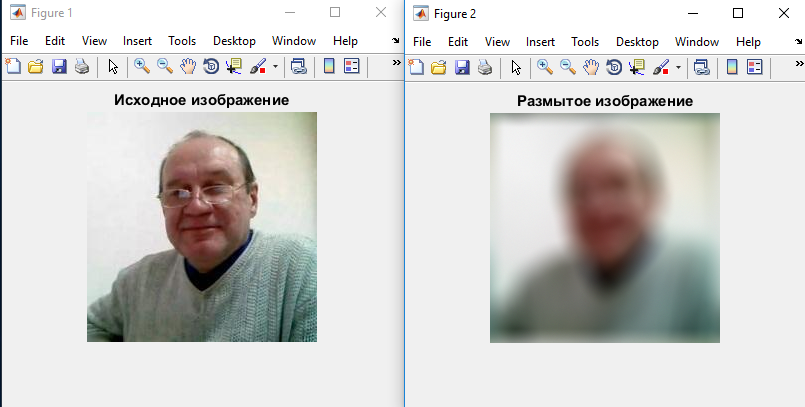 Figure 1
File Edit View Insert Tools Desktop Window Help
Исходное изображение
Figure 2
File Edit View Insert Tools Desktop Window Help
Размытое изображение